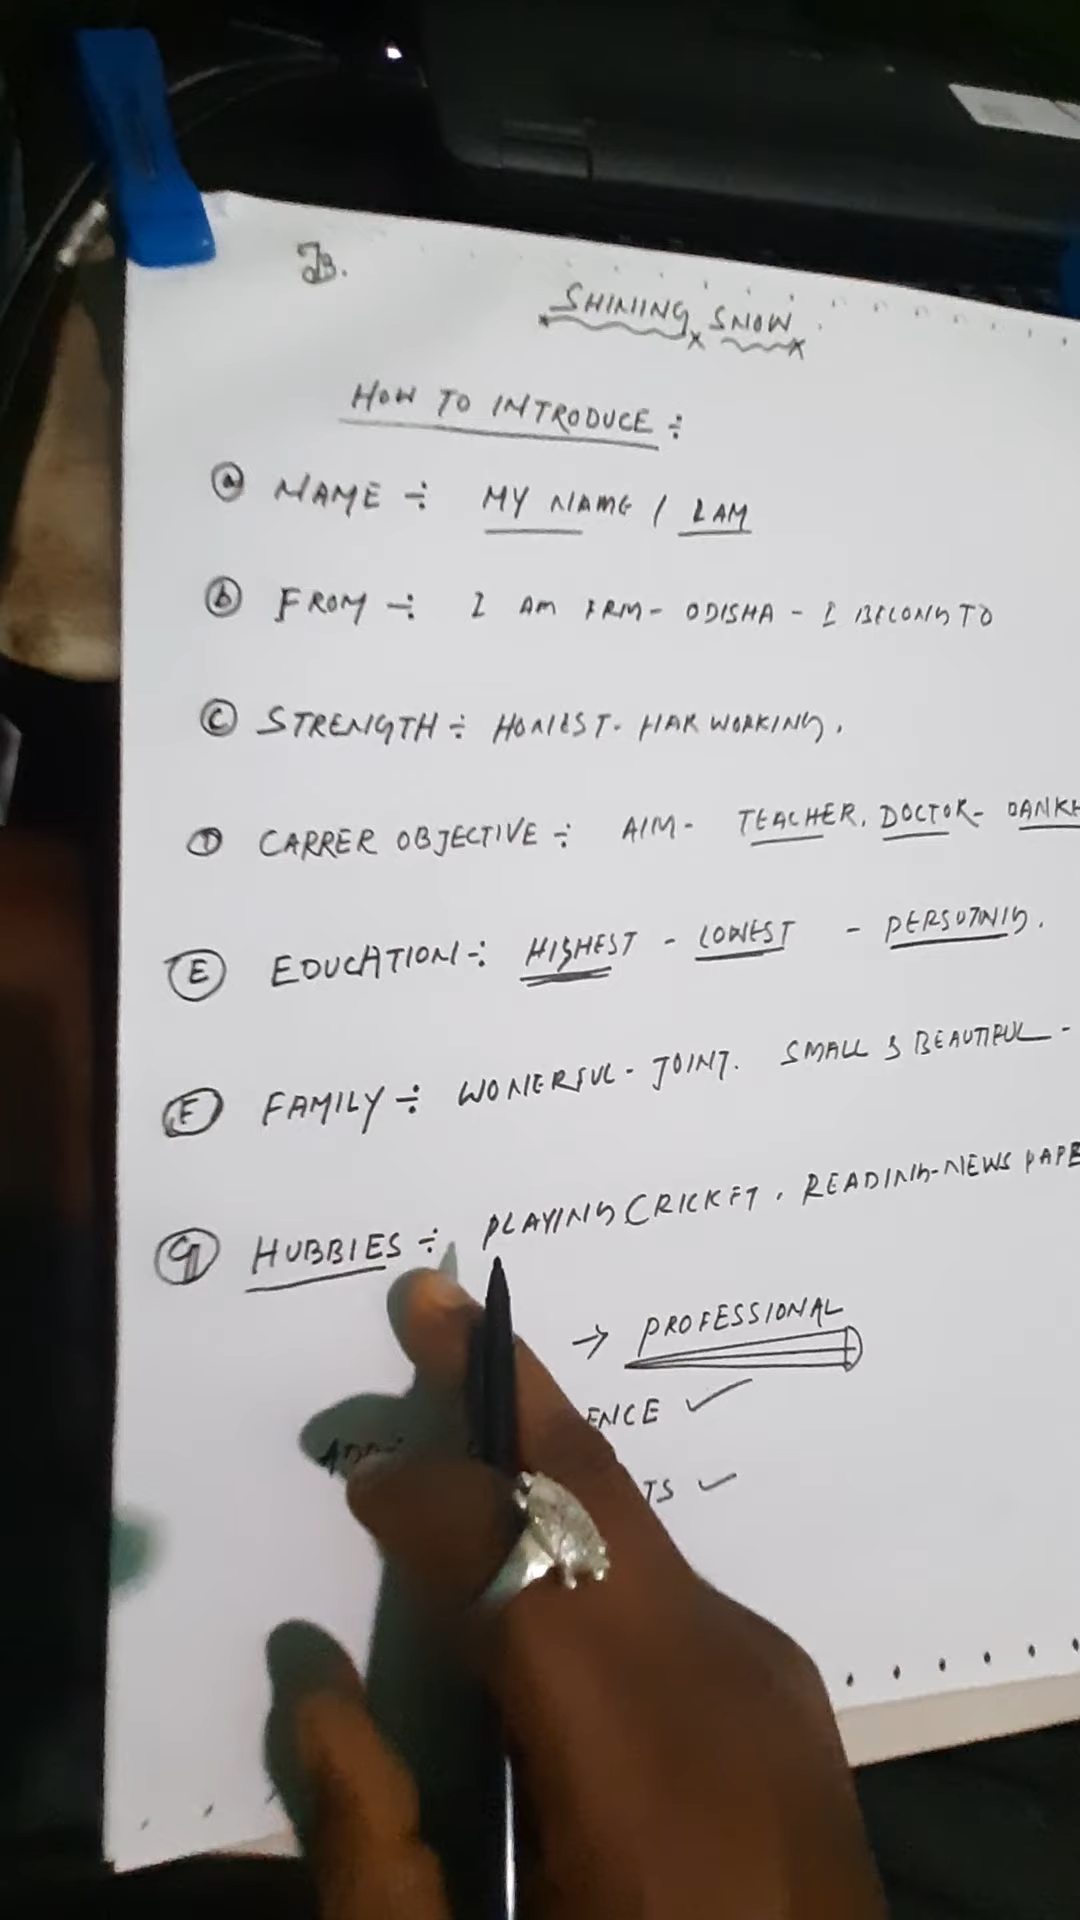 SHINING SNOW
HOW TO INTRODUCE ÷
ⓐ NAME ÷ MY NAME / I AM
ⓑ FROM ÷ I AM FRM - ODISHA - I BELONG TO
ⓒ STRENGTH ÷ HONEST - HAR WORKING.
Ⓓ CARRER OBJECTIVE ÷ AIM - TEACHER, DOCTOR -
Ⓔ EDUCATION ÷ HIGHEST - LOWEST -
Ⓕ FAMILY ÷ WONERFUL - JOINT. SMALL & BEAUTIFUL -
ⓖ HUBBIES ÷ PLAYING CRICKET, READING - NEWS PAPE
→ PROFESSIONAL
ENCE ✓
TS ✓